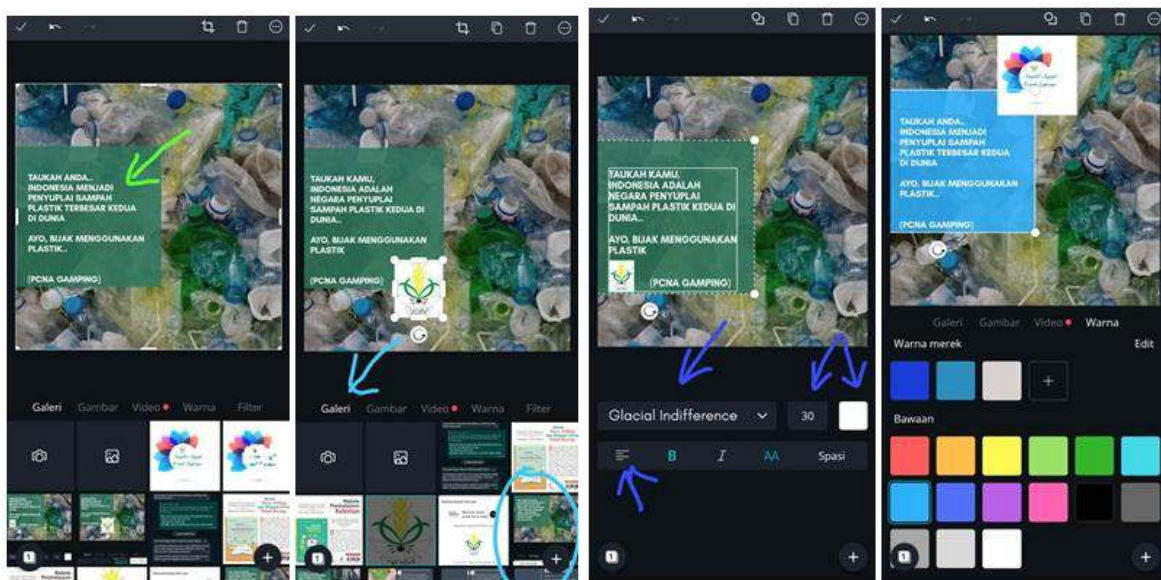 TAUKAH ANDA..
INDONESIA MENJADI
PENYUPLAI SAMPAH
PLASTIK TERBESAR KEDUA
DI DUNIA
AYO, BIJAK MENGGUNAKAN
PLASTIK..
(PCNA GAMPING)
Galeri Gambar Video Warna Filter
1
TAUKAH KAMU,
INDONESIA ADALAH
NEGARA PENYUPLAI
SAMPAH PLASTIK KEDUA DI
DUNIA..
AYO, BIJAK MENGGUNAKAN
PLASTIK
(PCNA GAMPING)
Galeri Gambar Video Warna Filter
1
TAUKAH KAMU,
INDONESIA ADALAH
NEGARA PENYUPLAI
SAMPAH PLASTIK KEDUA DI
DUNIA..
AYO, BIJAK MENGGUNAKAN
PLASTIK
(PCNA GAMPING)
Glacial Indifference 30
B I AA Spasi
1
TAUKAH ANDA..
INDONESIA MENJADI
PENYUPLAI SAMPAH
PLASTIK TERBESAR KEDUA
DI DUNIA
AYO, BIJAK MENGGUNAKAN
PLASTIK..
(PCNA GAMPING)
Galeri Gambar Video Warna
Warna merek Edit
Bawaan
1